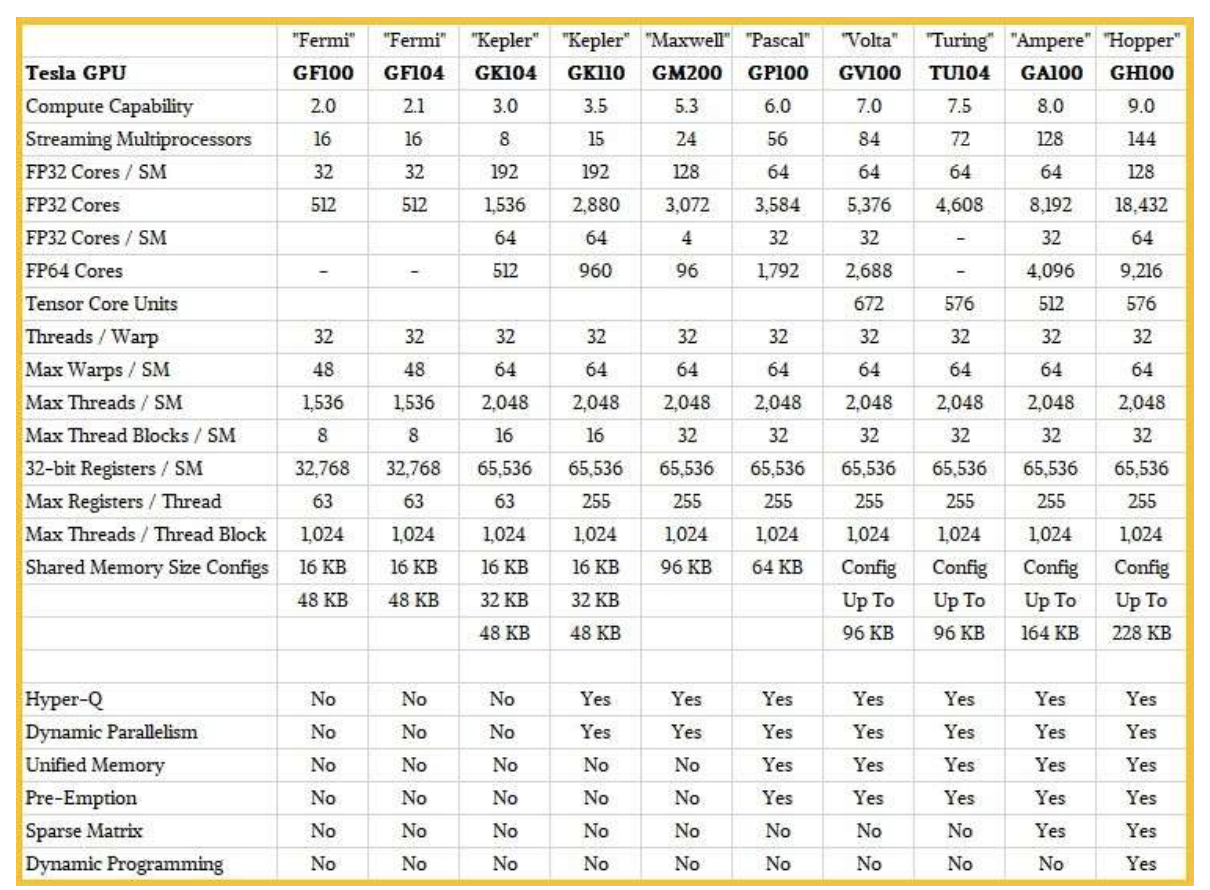 "Fermi" "Fermi" "Kepler" "Kepler" "Maxwell" "Pascal" "Volta" "Turing" "Ampere" "Hopper"
Tesla GPU GF100 GF104 GK104 GK110 GM200 GP100 GV100 TU104 GA100 GH100
Compute Capability 2.0 2.1 3.0 3.5 5.3 6.0 7.0 7.5 8.0 9.0
Streaming Multiprocessors 16 16 8 15 24 56 84 72 128 144
FP32 Cores / SM 32 32 192 192 128 64 64 64 64 128
FP32 Cores 512 512 1,536 2,880 3,072 3,584 5,376 4,608 8,192 18,432
FP32 Cores / SM 64 64 4 32 32 - 32 64
FP64 Cores - - 512 960 96 1,792 2,688 - 4,096 9,216
Tensor Core Units 672 576 512 576
Threads / Warp 32 32 32 32 32 32 32 32 32 32
Max Warps / SM 48 48 64 64 64 64 64 64 64 64
Max Threads / SM 1,536 1,536 2,048 2,048 2,048 2,048 2,048 2,048 2,048 2,048
Max Thread Blocks / SM 8 8 16 16 32 32 32 32 32 32
32-bit Registers / SM 32,768 32,768 65,536 65,536 65,536 65,536 65,536 65,536 65,536 65,536
Max Registers / Thread 63 63 63 255 255 255 255 255 255 255
Max Threads / Thread Block 1,024 1,024 1,024 1,024 1,024 1,024 1,024 1,024 1,024 1,024
Shared Memory Size Configs 16 KB 16 KB 16 KB 16 KB 96 KB 64 KB Config Config Config Config
48 KB 48 KB 32 KB 32 KB Up To Up To Up To Up To
48 KB 48 KB 96 KB 96 KB 164 KB 228 KB
Hyper-Q No No No Yes Yes Yes Yes Yes Yes Yes
Dynamic Parallelism No No No Yes Yes Yes Yes Yes Yes Yes
Unified Memory No No No No No Yes Yes Yes Yes Yes
Pre-Emption No No No No No Yes Yes Yes Yes Yes
Sparse Matrix No No No No No No No No Yes Yes
Dynamic Programming No No No No No No No No No Yes